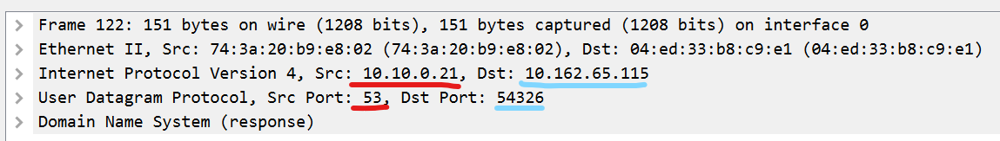 Frame 122: 151 bytes on wire (1208 bits), 151 bytes captured (1208 bits) on interface 0
Ethernet II, Src: 74:3a:20:b9:e8:02 (74:3a:20:b9:e8:02), Dst: 04:ed:33:b8:c9:e1 (04:ed:33:b8:c9:e1)
Internet Protocol Version 4, Src: 10.10.0.21, Dst: 10.162.65.115
User Datagram Protocol, Src Port: 53, Dst Port: 54326
Domain Name System (response)